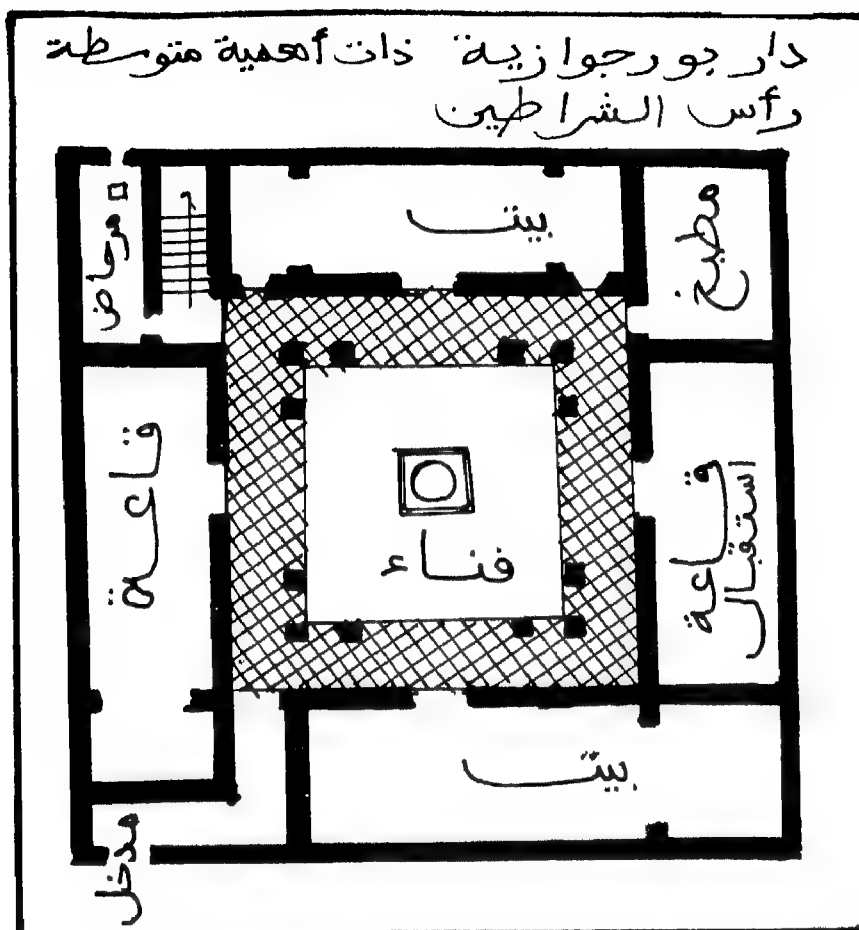 دار بورجوازية ذات أهمية متوسطة
رأس الشراطين
مرحاض
بيت
مطبخ
قاعة
فناء
قاعة
استقبال
بيت
مدخل